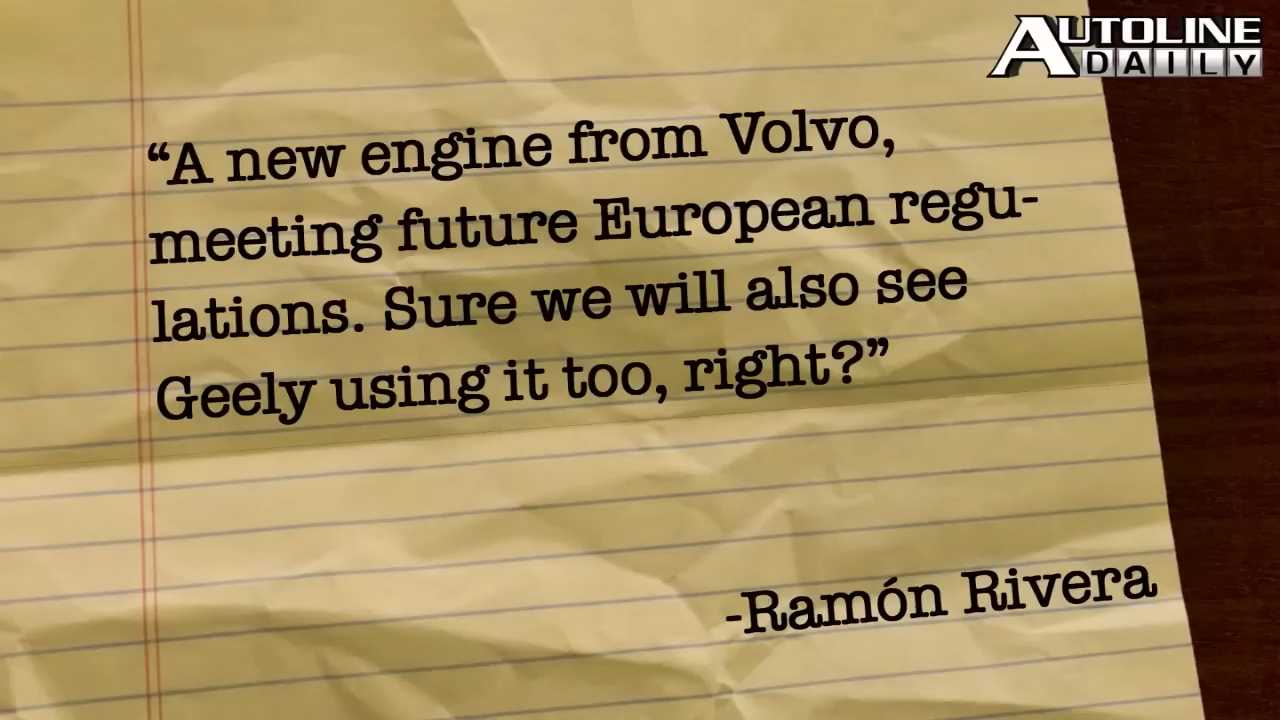 AUTOLINE
DAILY
“A new engine from Volvo,
meeting future European regu-
lations. Sure we will also see
Geely using it too, right?”
-Ramón Rivera